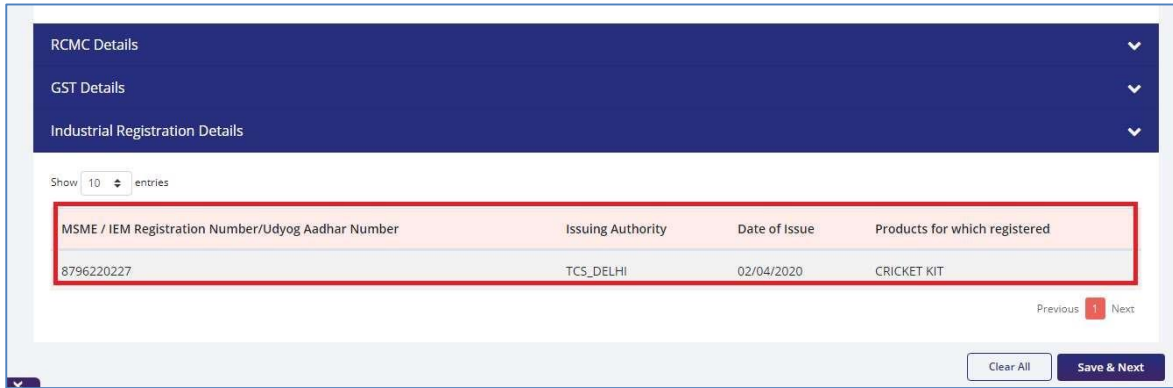 RCMC Details
GST Details
Industrial Registration Details
Show 10 entries
MSME / IEM Registration Number/Udyog Aadhar Number Issuing Authority Date of Issue Products for which registered
8796220227 TCS_DELHI 02/04/2020 CRICKET KIT
Previous 1 Next
Clear All Save & Next